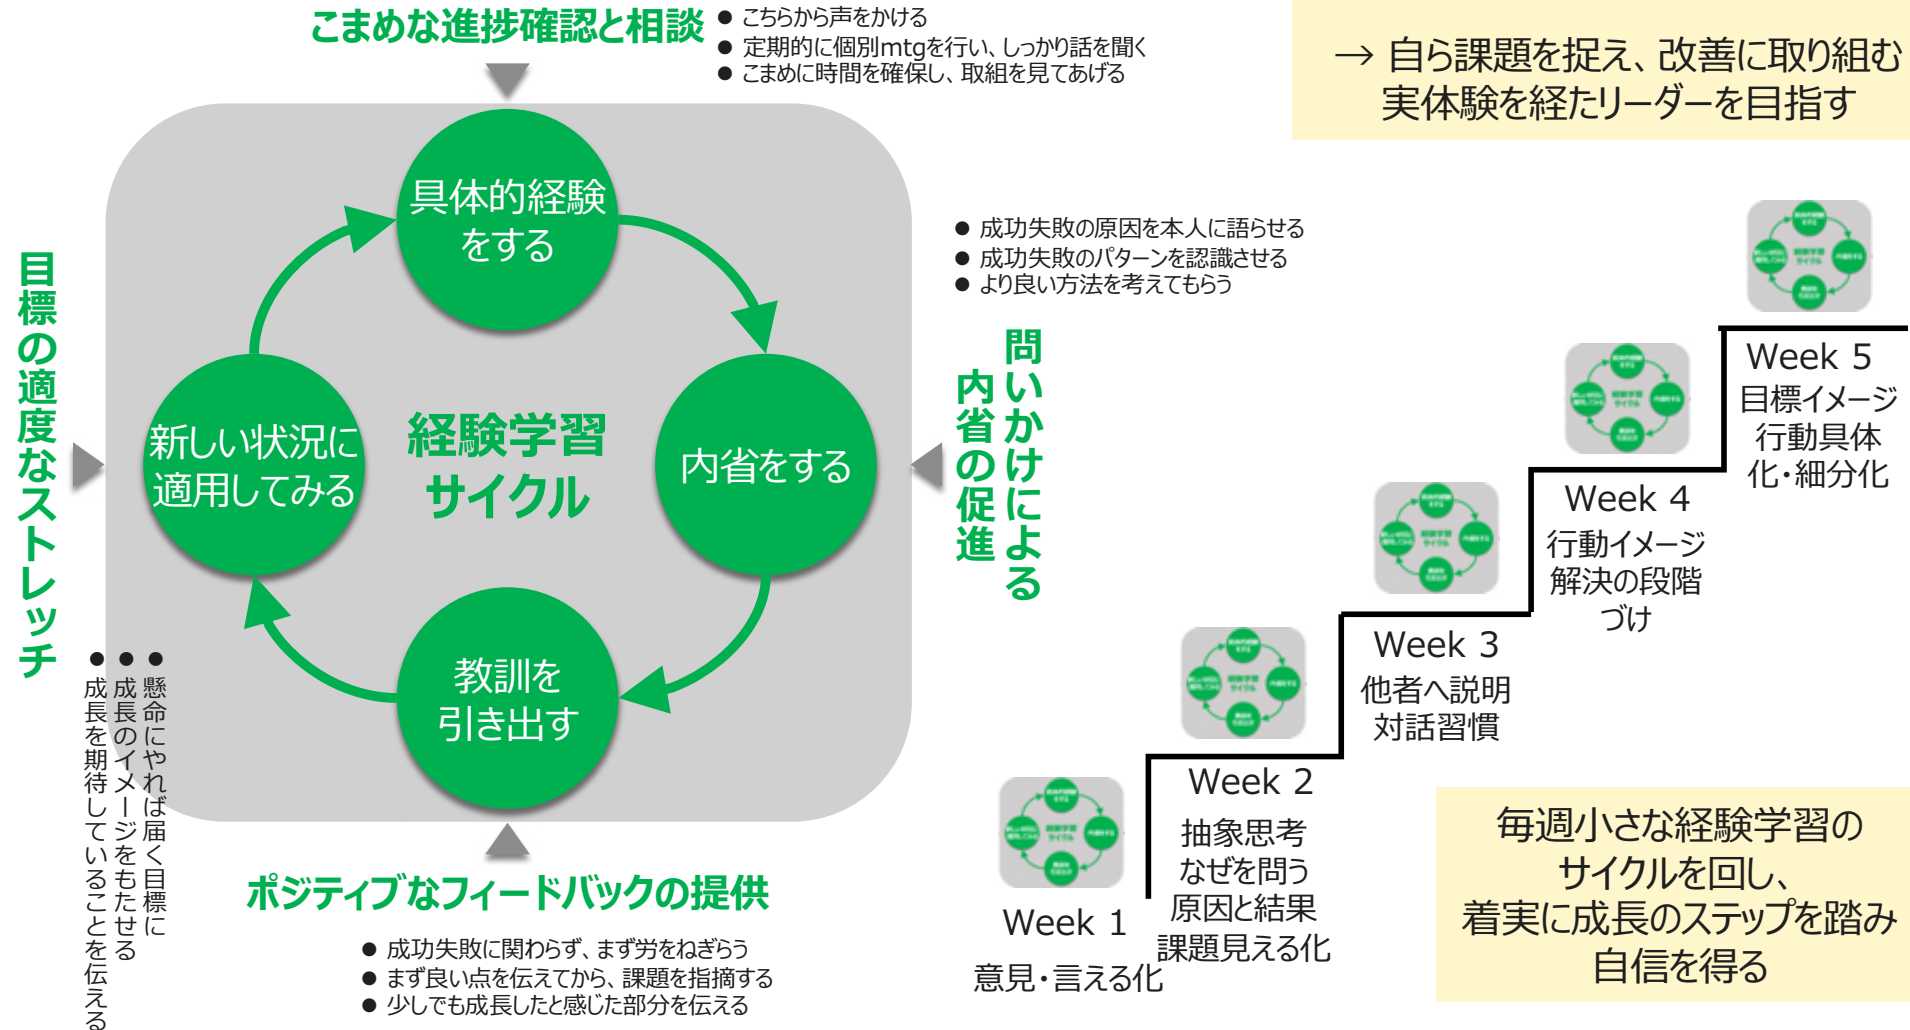 こまめな進捗確認と相談
● こちらから声をかける
● 定期的に個別mtgを行い、しっかり話を聞く
● こまめに時間を確保し、取組を見てあげる
→ 自ら課題を捉え、改善に取り組む
実体験を経たリーダーを目指す
具体的経験
をする
内省をする
教訓を
引き出す
新しい状況に
適用してみる
経験学習
サイクル
目標の適度なストレッチ
● 懸命にやれば届く目標に
● 成長のイメージをもたせる
● 成長を期待していることを伝える
● 成功失敗の原因を本人に語らせる
● 成功失敗のパターンを認識させる
● より良い方法を考えてもらう
問いかけによる
内省の促進
ポジティブなフィードバックの提供
● 成功失敗に関わらず、まず労をねぎらう
● まず良い点を伝えてから、課題を指摘する
● 少しでも成長したと感じた部分を伝える
Week 1
意見・言える化
Week 2
抽象思考
なぜを問う
原因と結果
課題見える化
Week 3
他者へ説明
対話習慣
Week 4
行動イメージ
解決の段階
づけ
Week 5
目標イメージ
行動具体
化・細分化
毎週小さな経験学習の
サイクルを回し、
着実に成長のステップを踏み
自信を得る